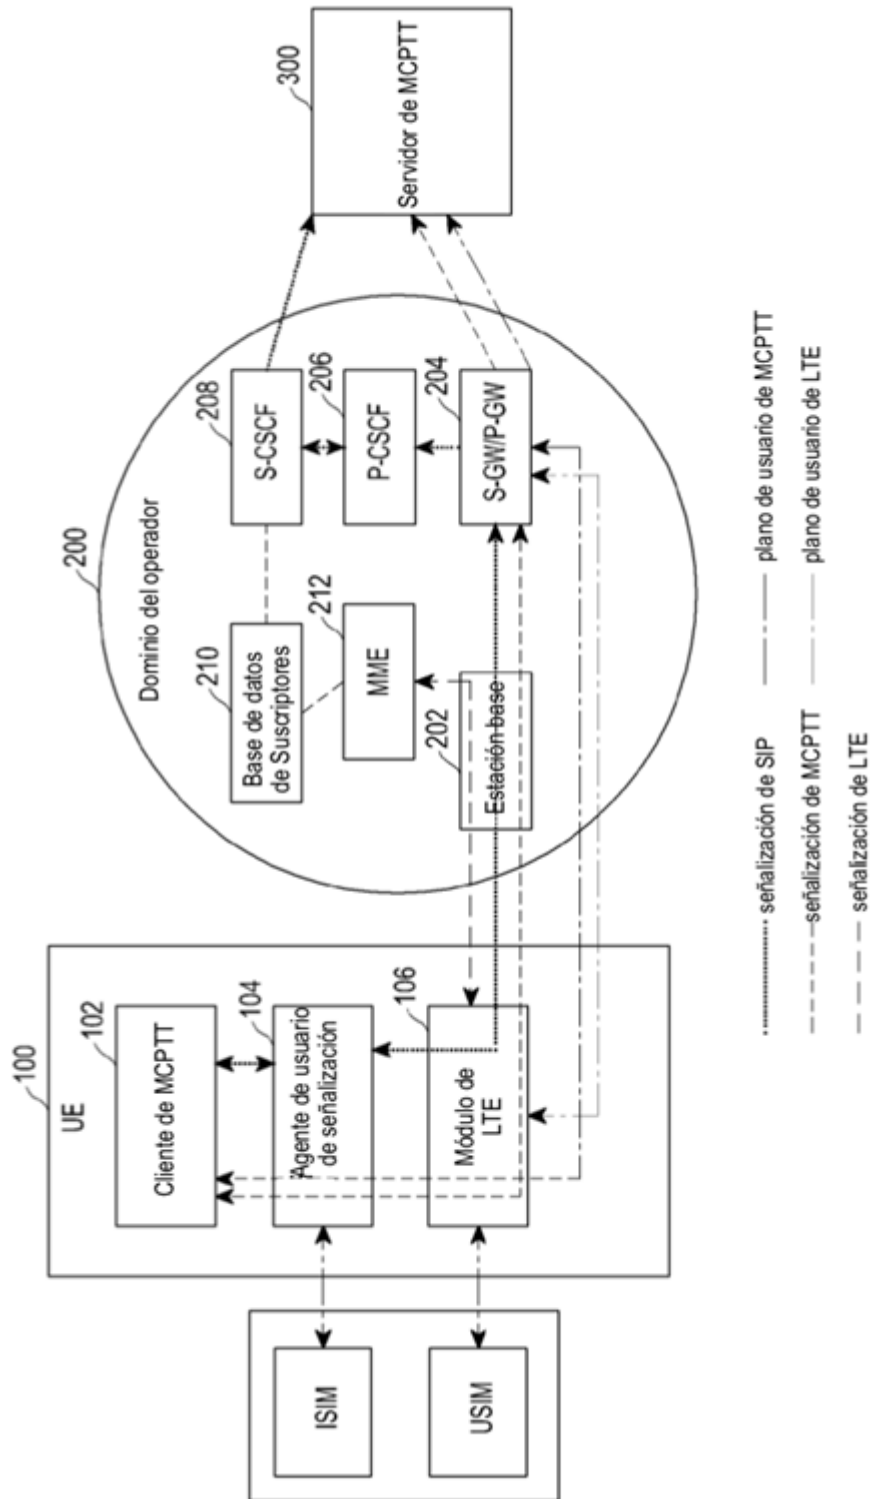 100
UE
102
Cliente de MCPTT
104
Agente de usuario
de señalización
106
Módulo de
LTE
ISIM
USIM
200
Dominio del operador
210
Base de datos
de Suscriptores
212
MME
202
Estación base
208
S-CSCF
206
P-CSCF
204
S-GW/P-GW
300
Servidor de MCPTT
señalización de SIP
plano de usuario de MCPTT
señalización de MCPTT
plano de usuario de LTE
señalización de LTE